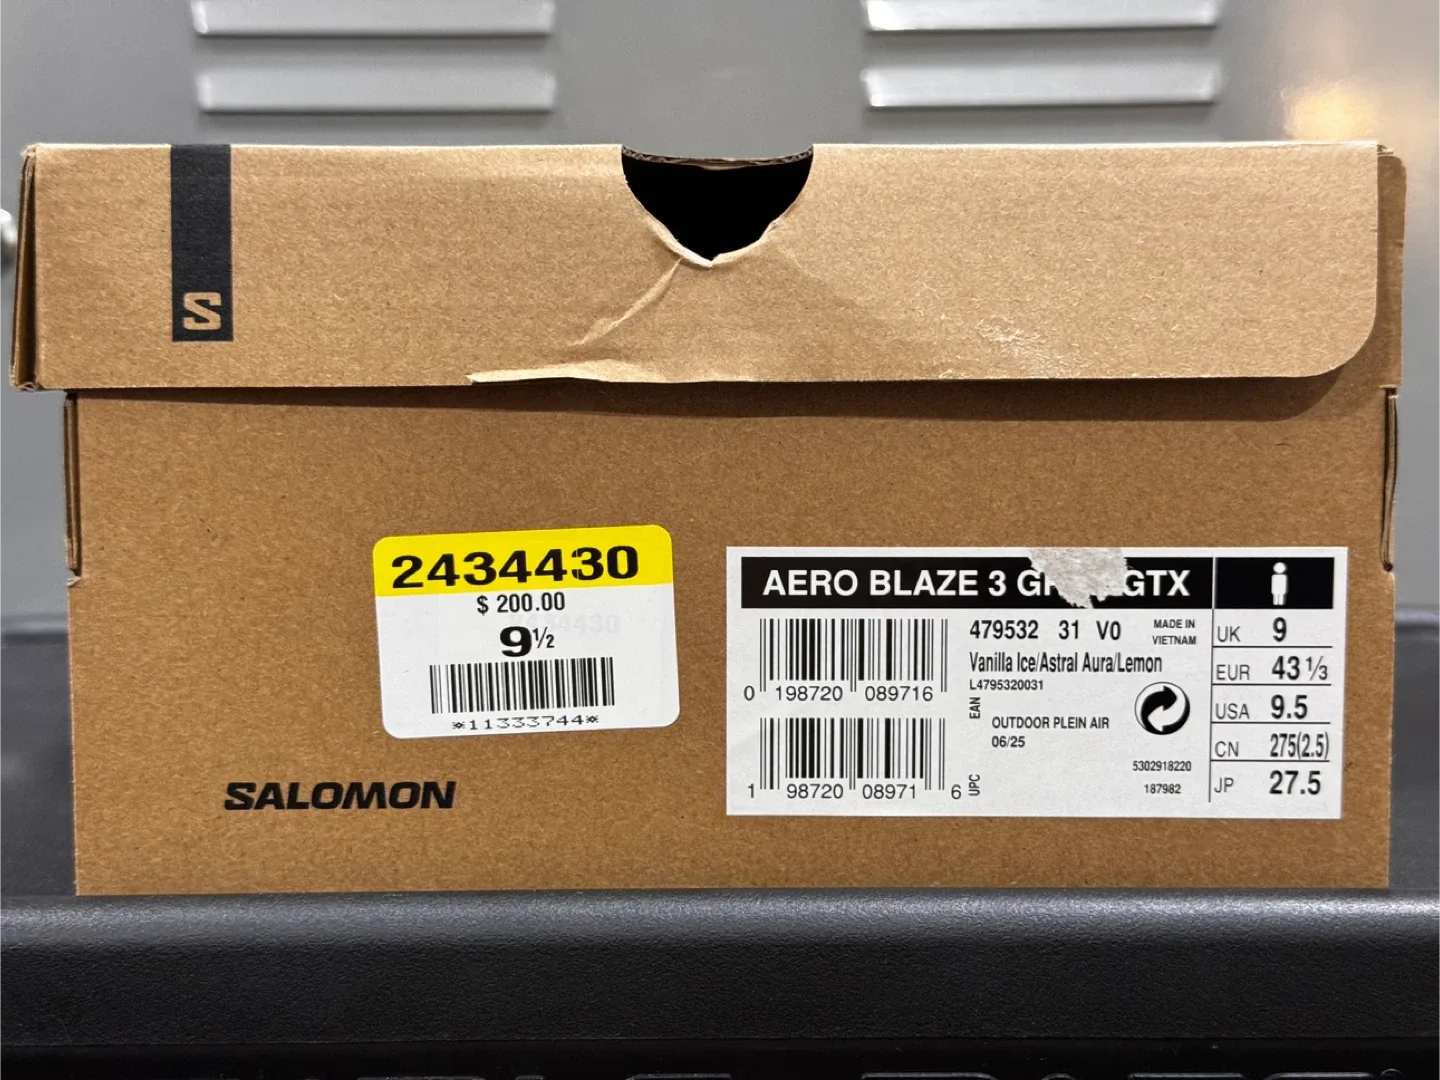 S
2434430
$ 200.00
9½
*11333744*
SALOMON
AERO BLAZE 3 GTX
479532 31 V0
MADE IN
VIETNAM
Vanilla Ice/Astral Aura/Lemon
L4795320031
0 198720 089716
EAN
OUTDOOR PLEIN AIR
06/25
1 98720 08971 6
UPC
5302918220
187982
UK 9
EUR 43 ⅓
USA 9.5
CN 275(2.5)
JP 27.5